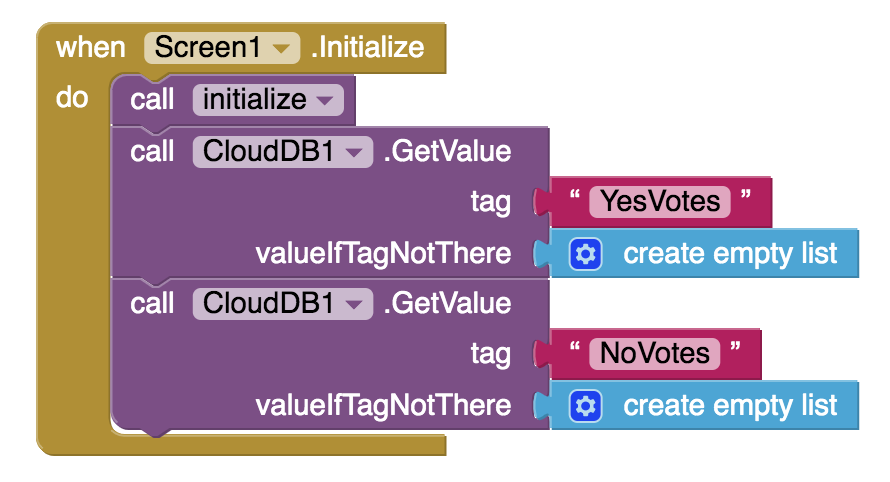 when Screen1 .Initialize
do call initialize
call CloudDB1 .GetValue
tag “ YesVotes ”
valueIfTagNotThere create empty list
call CloudDB1 .GetValue
tag “ NoVotes ”
valueIfTagNotThere create empty list